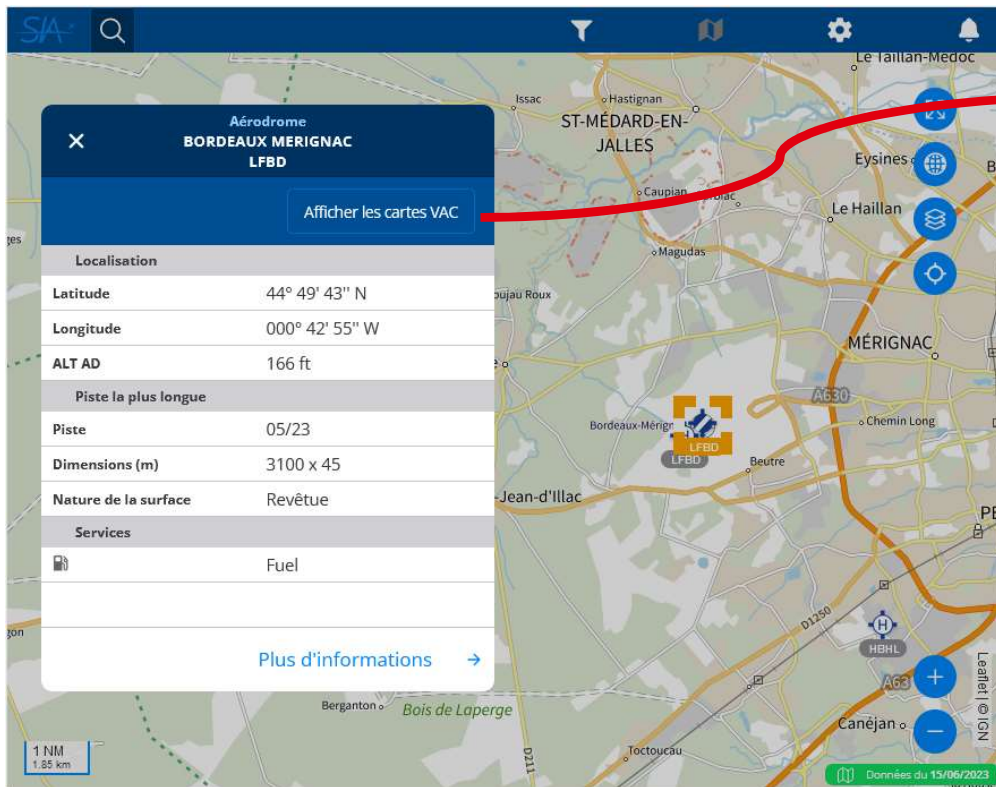 SIA
Le Taillan-Médoc
Issac
Hastignan
ST-MÉDARD-EN-
JALLES
Eysines
Caupian
Le Haillan
Magudas
Aérodrome
BORDEAUX MERIGNAC
LFBD
Afficher les cartes VAC
Localisation
Latitude 44° 49' 43'' N
Longitude 000° 42' 55'' W
ALT AD 166 ft
Piste la plus longue
Piste 05/23
Dimensions (m) 3100 x 45
Nature de la surface Revêtue
Services
Fuel
Plus d'informations →
MÉRIGNAC
A630
Chemin Long
Bordeaux-Mérign
LFBD
LFBD
Beutre
-Jean-d'Illac
D1250
H
HBHL
A63
+
Leaflet | © IGN
Berganton
Bois de Laperge
Canéjan
−
D211
Toctoucau
1 NM
1.85 km
Données du 15/06/2023